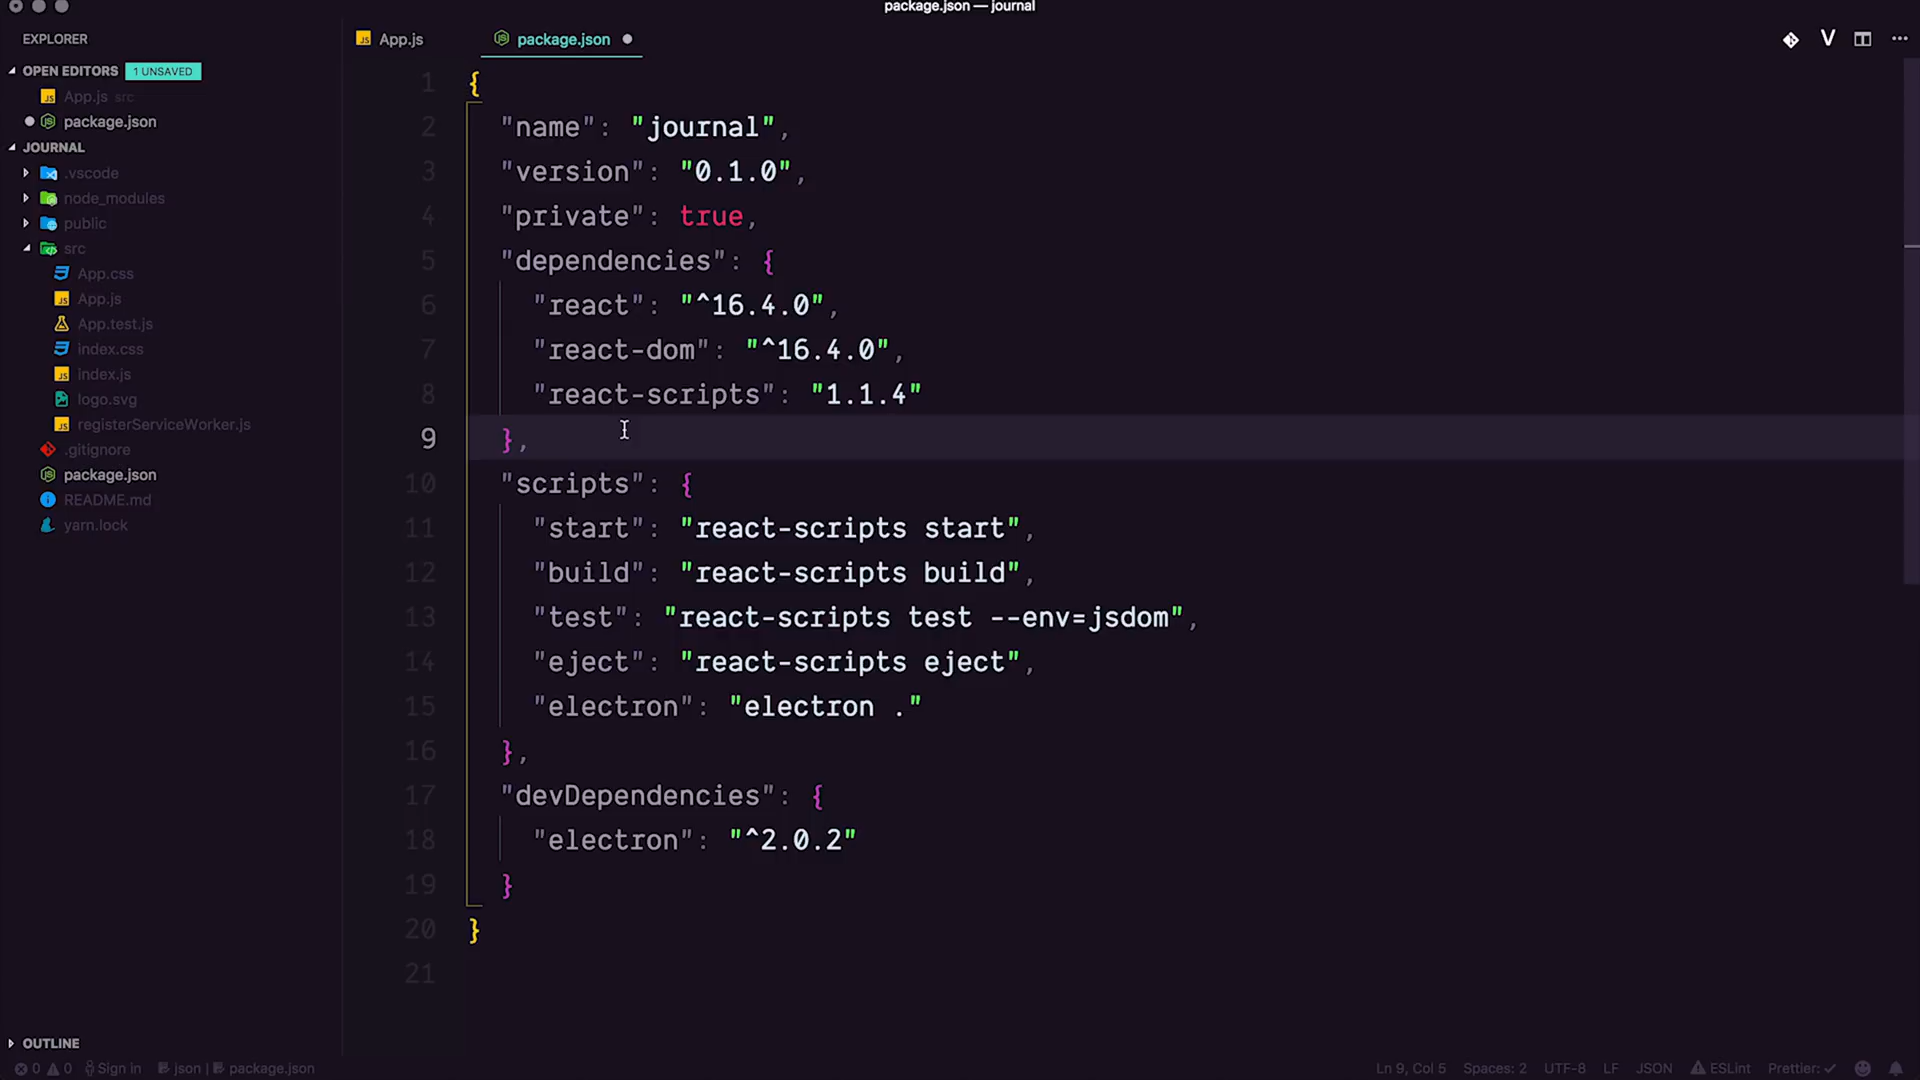 package.json — journal
EXPLORER
OPEN EDITORS 1 UNSAVED
App.js src
package.json
JOURNAL
.vscode
node_modules
public
src
App.css
App.js
App.test.js
index.css
index.js
logo.svg
registerServiceWorker.js
.gitignore
package.json
README.md
yarn.lock
OUTLINE
App.js package.json
1 {
2 "name": "journal",
3 "version": "0.1.0",
4 "private": true,
5 "dependencies": {
6 "react": "^16.4.0",
7 "react-dom": "^16.4.0",
8 "react-scripts": "1.1.4"
9 },
10 "scripts": {
11 "start": "react-scripts start",
12 "build": "react-scripts build",
13 "test": "react-scripts test --env=jsdom",
14 "eject": "react-scripts eject",
15 "electron": "electron ."
16 },
17 "devDependencies": {
18 "electron": "^2.0.2"
19 }
20 }
21
0 0 Sign in json | package.json Ln 9, Col 5 Spaces: 2 UTF-8 LF JSON ESLint Prettier: ✓